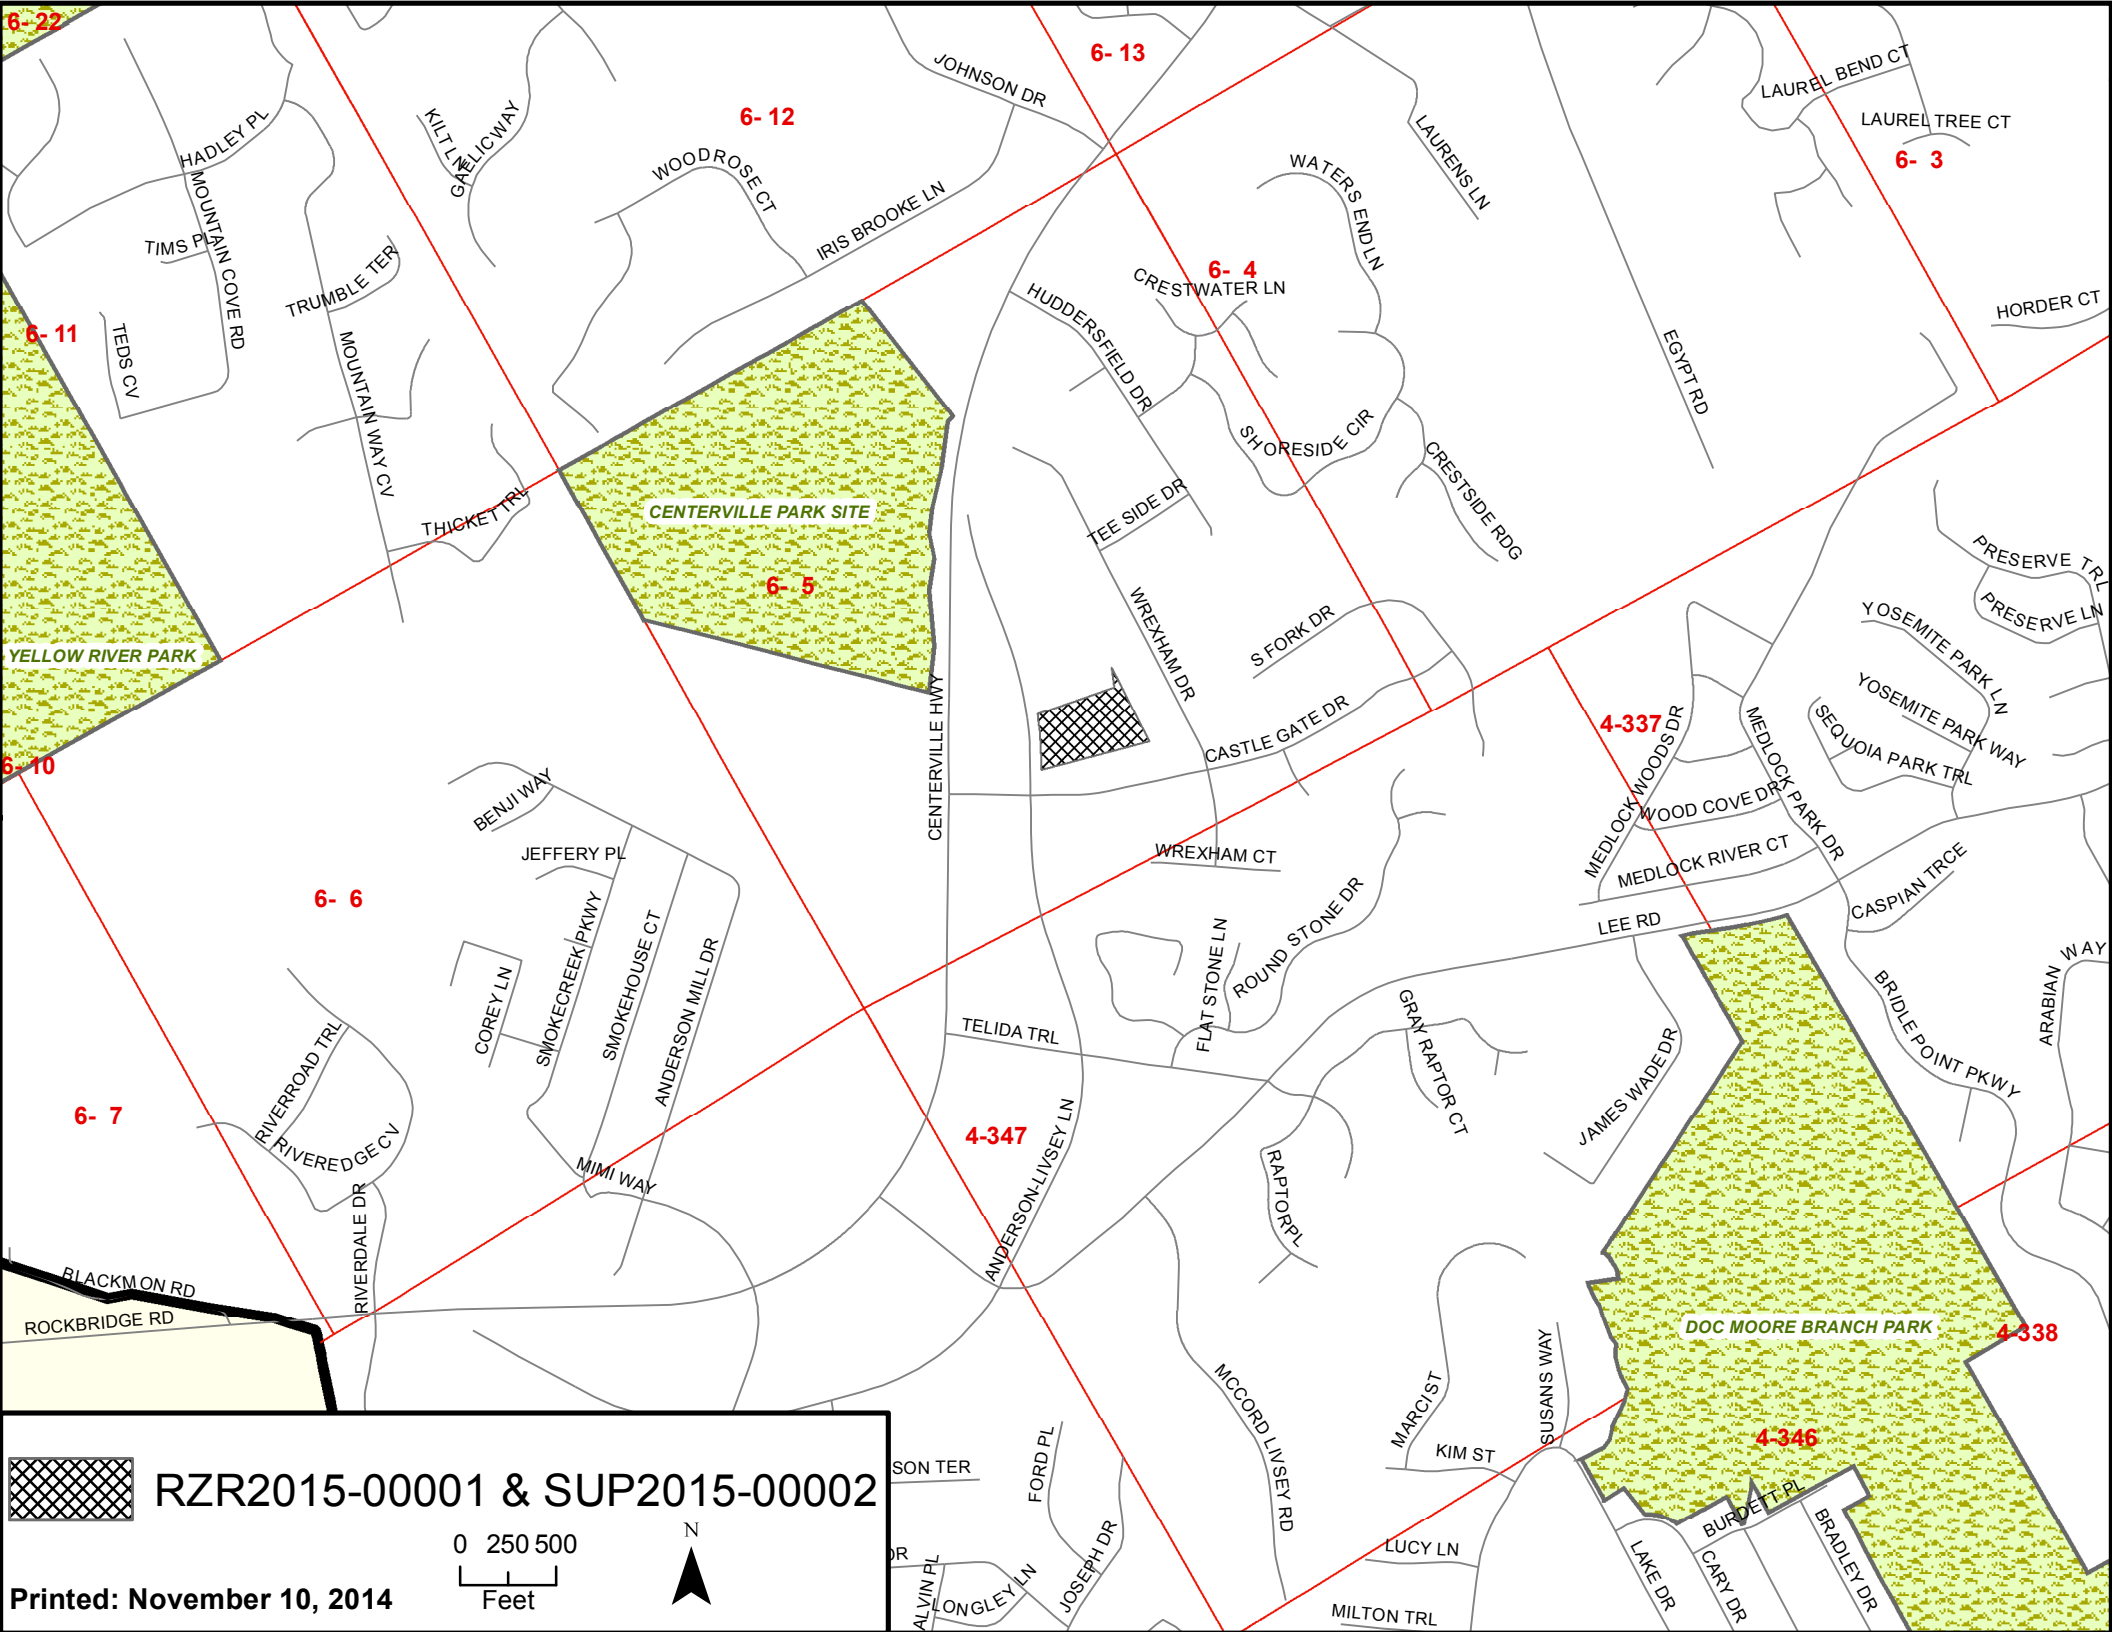 6- 22
6- 13
JOHNSON DR
LAUREL BEND CT
6- 12
KILT LN
GAELIC WAY
LAURENS LN
LAUREL TREE CT
HADLEY PL
WOODROSE CT
WATERS END LN
6- 3
MOUNTAIN COVE RD
IRIS BROOKE LN
TIMS PL
TRUMBLE TER
6- 4
CRESTWATER LN
HUDDERSFIELD DR
HORDER CT
6- 11
TEDS CV
MOUNTAIN WAY CV
EGYPT RD
SHORESIDE CIR
CRESTSIDE RDG
THICKET TRL
CENTERVILLE PARK SITE
TEE SIDE DR
6- 5
PRESERVE TRL
PRESERVE LN
WREXHAM DR
S FORK DR
YOSEMITE PARK LN
YELLOW RIVER PARK
CENTERVILLE HWY
CASTLE GATE DR
4-337
MEDLOCK WOODS DR
MEDLOCK PARK DR
YOSEMITE PARK WAY
SEQUOIA PARK TRL
6- 10
BENJI WAY
WOOD COVE DR
JEFFERY PL
WREXHAM CT
MEDLOCK RIVER CT
6- 6
CASPIAN TRCE
LEE RD
SMOKECREEK PKWY
SMOKEHOUSE CT
ANDERSON MILL DR
COREY LN
FLAT STONE LN
ROUND STONE DR
ARABIAN WAY
BRIDLE POINT PKWY
TELIDA TRL
GRAY RAPTOR CT
JAMES WADE DR
RIVERROAD TRL
6- 7
RIVEREDGE CV
4-347
MIMI WAY
ANDERSON-LIVSEY LN
RAPTOR PL
RIVERDALE DR
BLACKMON RD
ROCKBRIDGE RD
DOC MOORE BRANCH PARK
4-338
MCCORD LIVSEY RD
MARCIST
SUSANS WAY
KIM ST
4-346
SON TER
FORD PL
BURDETT PL
BRADLEY DR
RZR2015-00001 & SUP2015-00002
0 250 500
Feet
N
Printed: November 10, 2014
DR
ALVIN PL
LONGLEY LN
JOSEPH DR
LUCY LN
LAKE DR
CARY DR
MILTON TRL